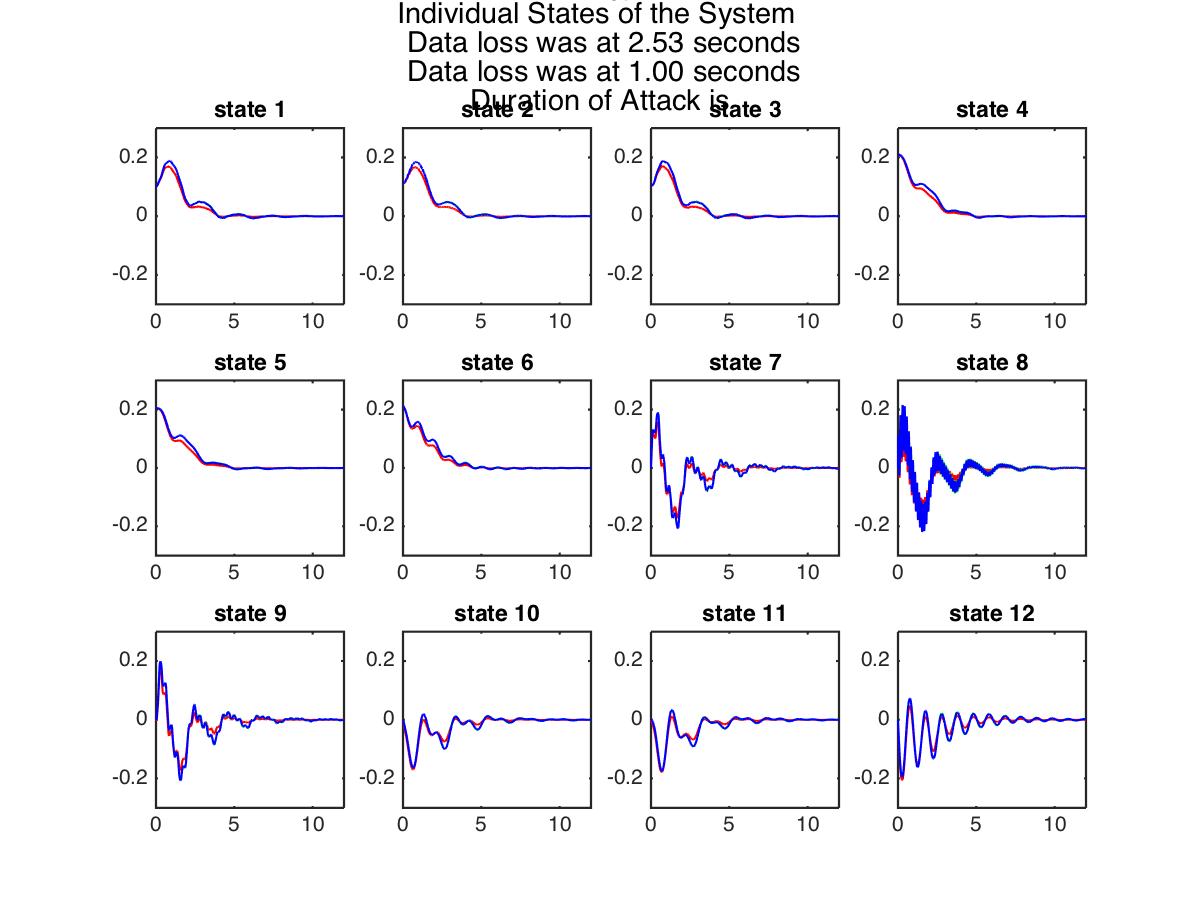 Individual States of the System
Data loss was at 2.53 seconds
Data loss was at 1.00 seconds
Duration of Attack is
state 1 state 2 state 3 state 4
0.2 0.2 0.2 0.2
0 0 0 0
-0.2 -0.2 -0.2 -0.2
0 5 10 0 5 10 0 5 10 0 5 10
state 5 state 6 state 7 state 8
0.2 0.2 0.2 0.2
0 0 0 0
-0.2 -0.2 -0.2 -0.2
0 5 10 0 5 10 0 5 10 0 5 10
state 9 state 10 state 11 state 12
0.2 0.2 0.2 0.2
0 0 0 0
-0.2 -0.2 -0.2 -0.2
0 5 10 0 5 10 0 5 10 0 5 10